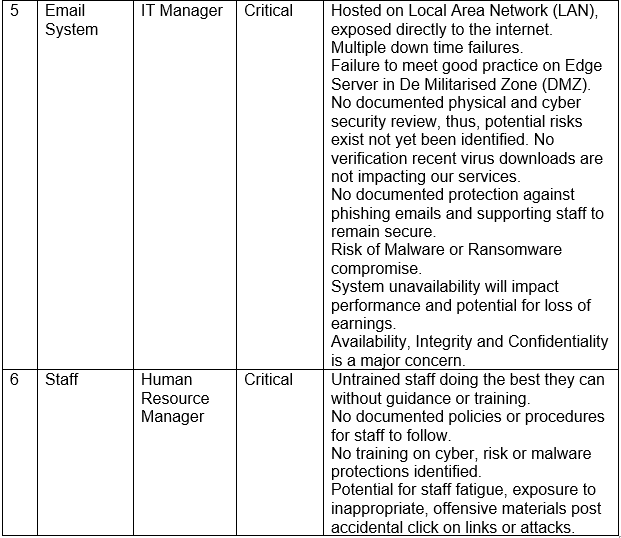 5 Email IT Manager Critical Hosted on Local Area Network (LAN),
System exposed directly to the internet.
Multiple down time failures.
Failure to meet good practice on Edge
Server in De Militarised Zone (DMZ).
No documented physical and cyber
security review, thus, potential risks
exist not yet been identified. No
verification recent virus downloads are
not impacting our services.
No documented protection against
phishing emails and supporting staff to
remain secure.
Risk of Malware or Ransomware
compromise.
System unavailability will impact
performance and potential for loss of
earnings.
Availability, Integrity and Confidentiality
is a major concern.
6 Staff Human Critical Untrained staff doing the best they can
Resource without guidance or training.
Manager No documented policies or procedures
for staff to follow.
No training on cyber, risk or malware
protections identified.
Potential for staff fatigue, exposure to
inappropriate, offensive materials post
accidental click on links or attacks.